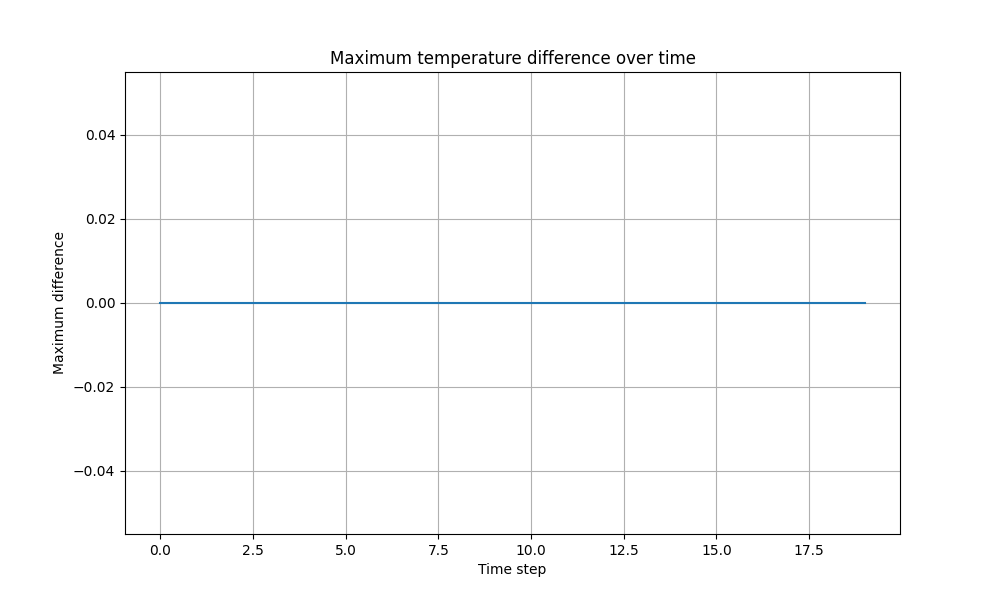 Maximum temperature difference over time
Maximum difference
0.04
0.02
0.00
−0.02
−0.04
0.0 2.5 5.0 7.5 10.0 12.5 15.0 17.5
Time step